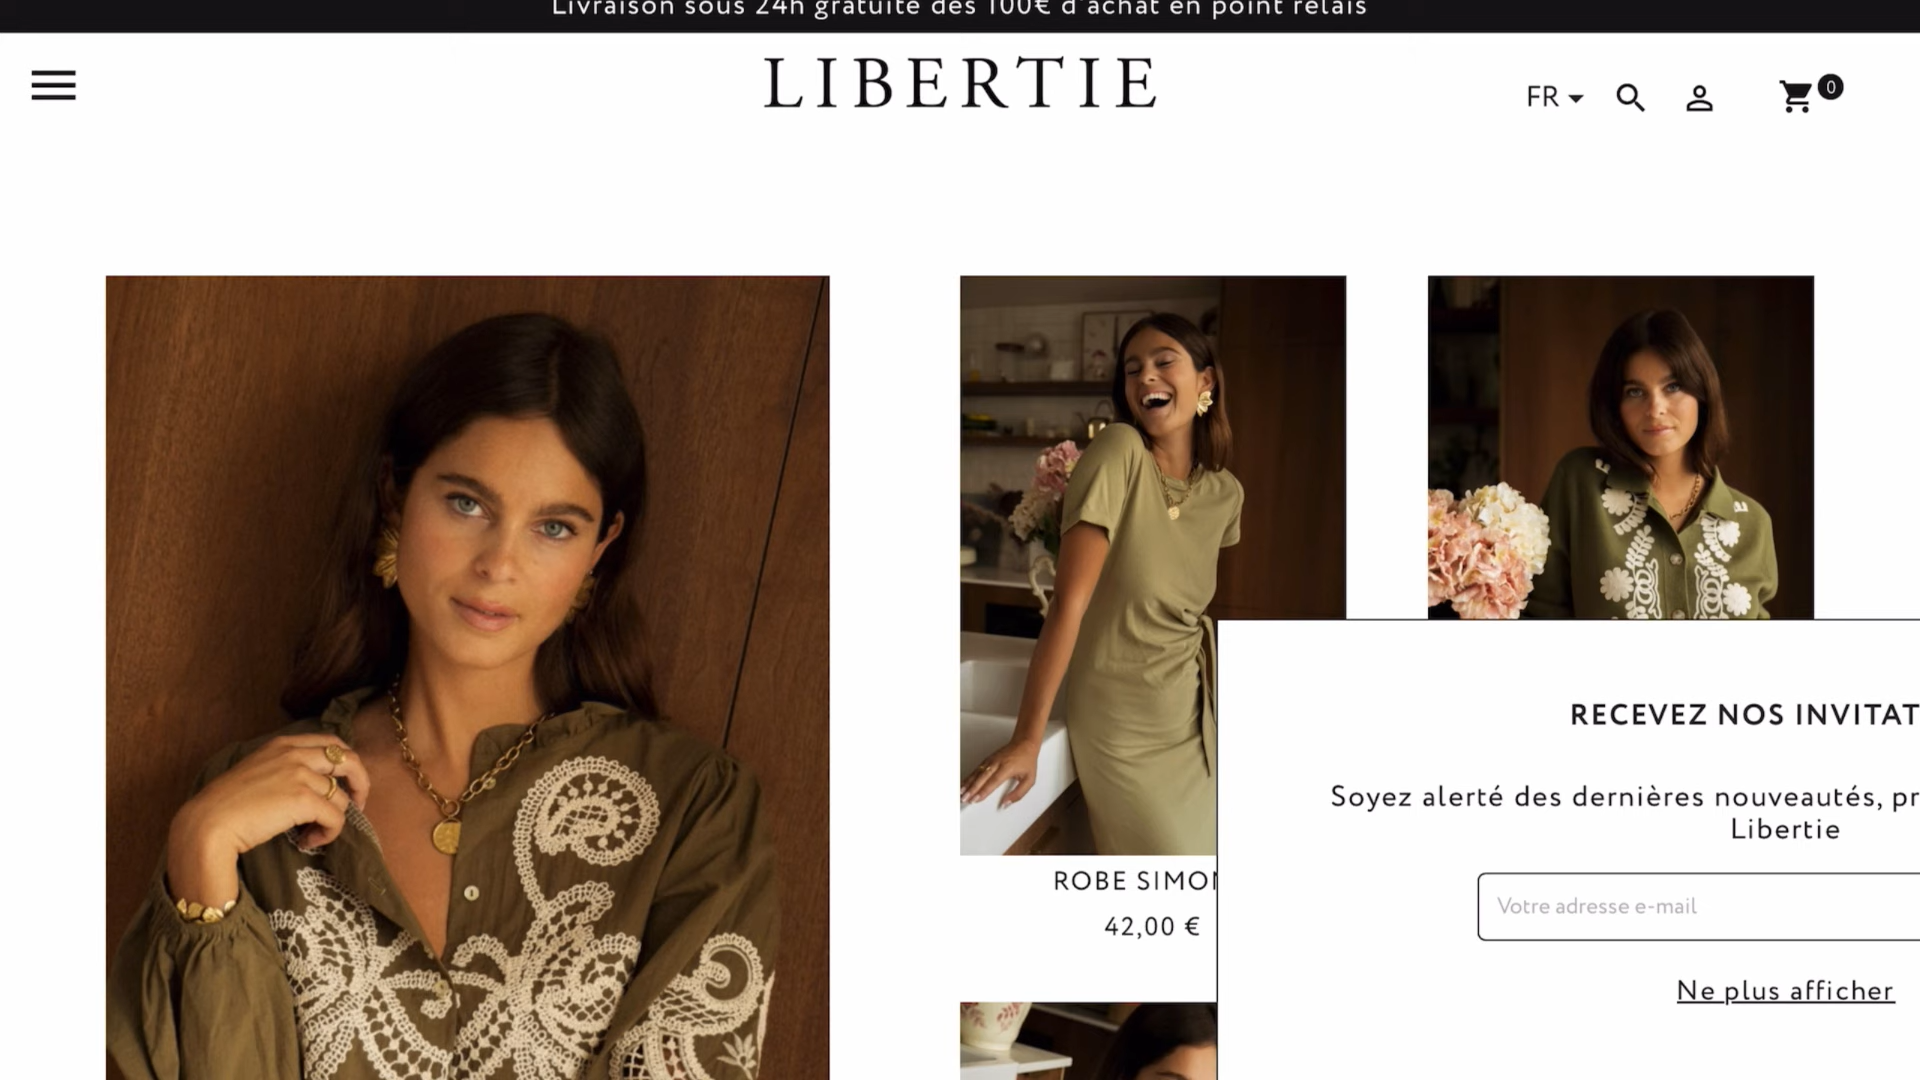 Livraison sous 24h gratuite dès 100€ d'achat en point relais
LIBERTIE
FR
0
ROBE SIMO
42,00 €
RECEVEZ NOS INVITAT
Soyez alerté des dernières nouveautés, pr
Libertie
Votre adresse e-mail
Ne plus afficher